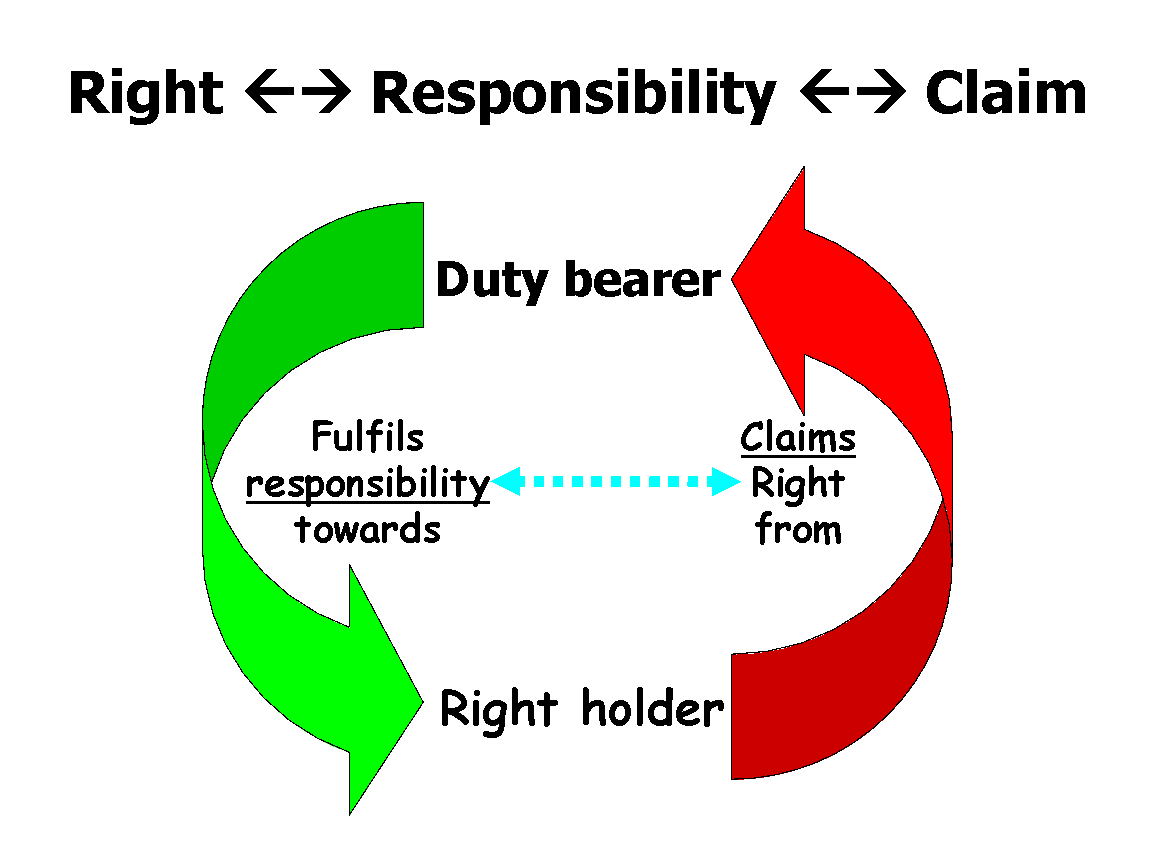 Right ←→ Responsibility ←→ Claim
Duty bearer
Fulfils
responsibility
towards
Claims
Right
from
Right holder